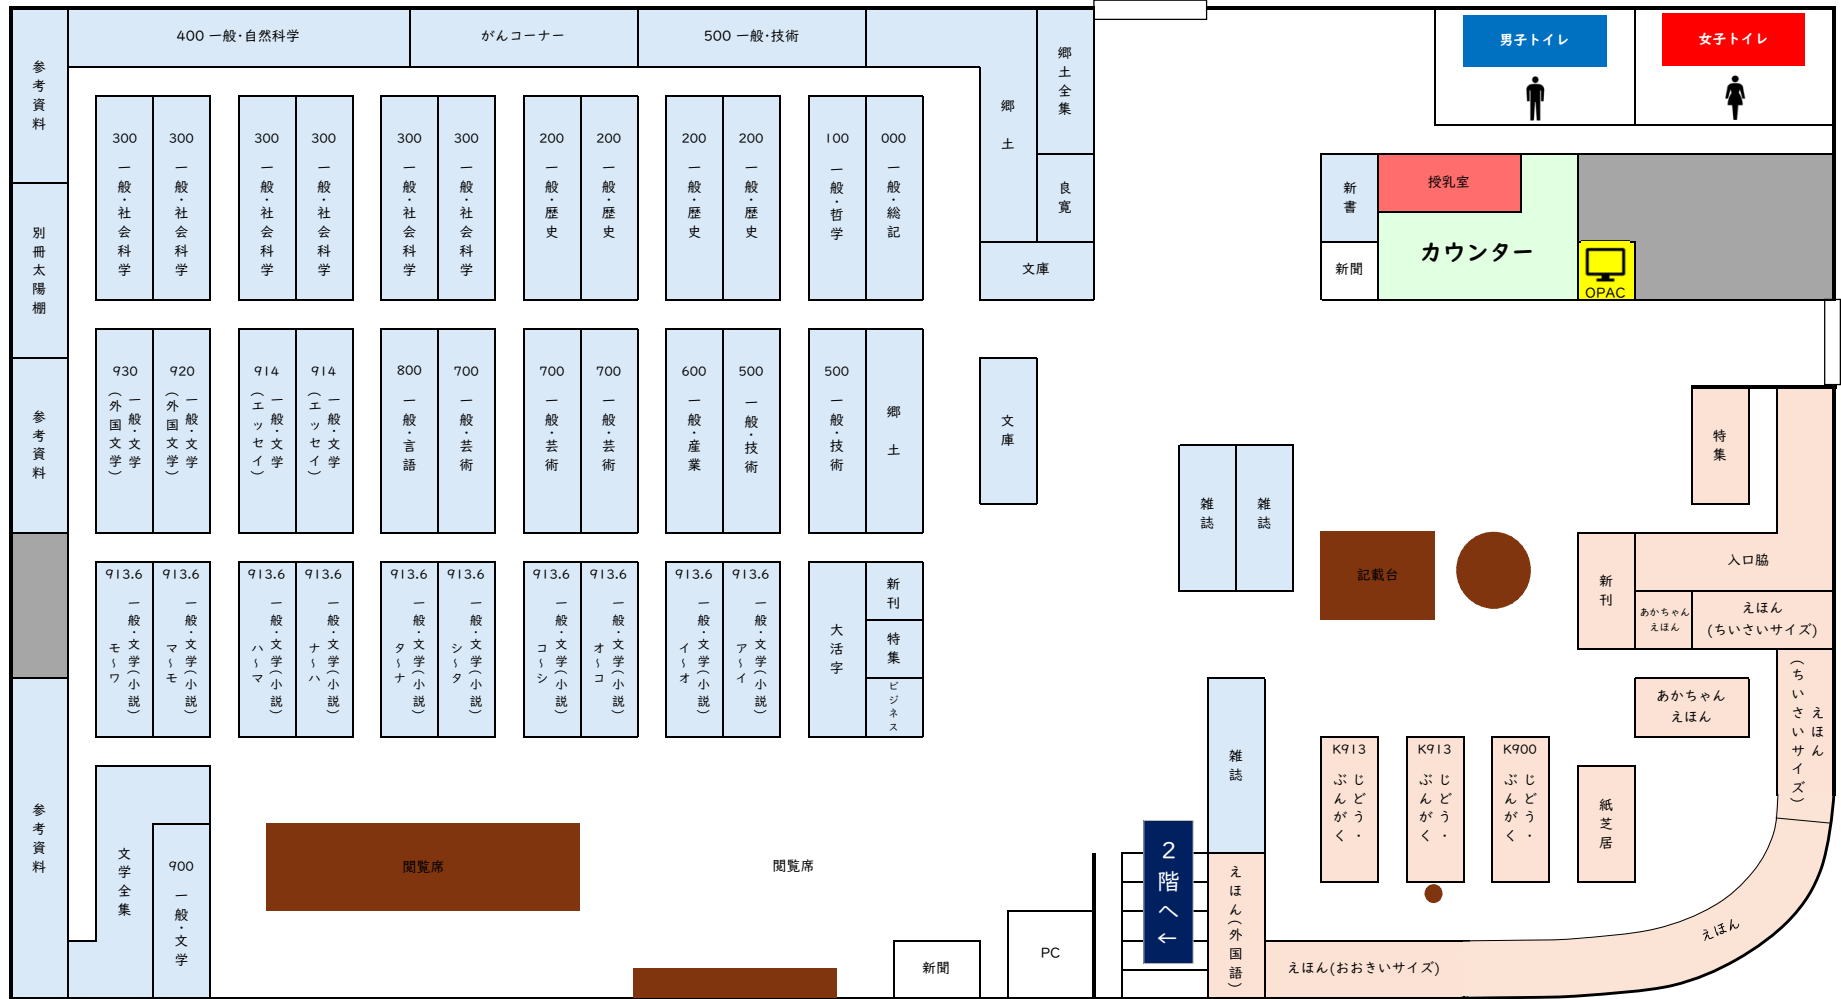 400 一般・自然科学
がんコーナー
500 一般・技術
郷土全集
男子トイレ
女子トイレ
参考資料
郷土
300 一般・社会科学
300 一般・社会科学
300 一般・社会科学
300 一般・社会科学
300 一般・社会科学
300 一般・社会科学
200 一般・歴史
200 一般・歴史
200 一般・歴史
200 一般・歴史
100 一般・哲学
000 一般・総記
良寛
文庫
新書
授乳室
カウンター
新聞
OPAC
別冊太陽棚
参考資料
930 一般・文学
(外国文学)
920 一般・文学
(外国文学)
914 一般・文学
(エッセイ)
914 一般・文学
(エッセイ)
800 一般・言語
700 一般・芸術
700 一般・芸術
700 一般・芸術
600 一般・産業
500 一般・技術
500 一般・技術
郷土
文庫
雑誌
雑誌
特集
記載台
新刊
入口脇
あかちゃん
えほん
えほん
(ちいさいサイズ)
913.6 一般・文学(小説)
モ～ワ
913.6 一般・文学(小説)
マ～モ
913.6 一般・文学(小説)
ハ～マ
913.6 一般・文学(小説)
ナ～ハ
913.6 一般・文学(小説)
タ～ナ
913.6 一般・文学(小説)
シ～タ
913.6 一般・文学(小説)
コ～シ
913.6 一般・文学(小説)
オ～コ
913.6 一般・文学(小説)
イ～オ
913.6 一般・文学(小説)
ア～イ
大活字
新刊
特集
ビジネス
あかちゃん
えほん
えほん
(ちいさいサイズ)
雑誌
K913
じどう・
ぶんがく
K913
じどう・
ぶんがく
K900
じどう・
ぶんがく
紙芝居
参考資料
文学全集
900 一般・文学
閲覧席
閲覧席
2階へ←
えほん(外国語)
えほん
新聞
PC
えほん(おおきいサイズ)